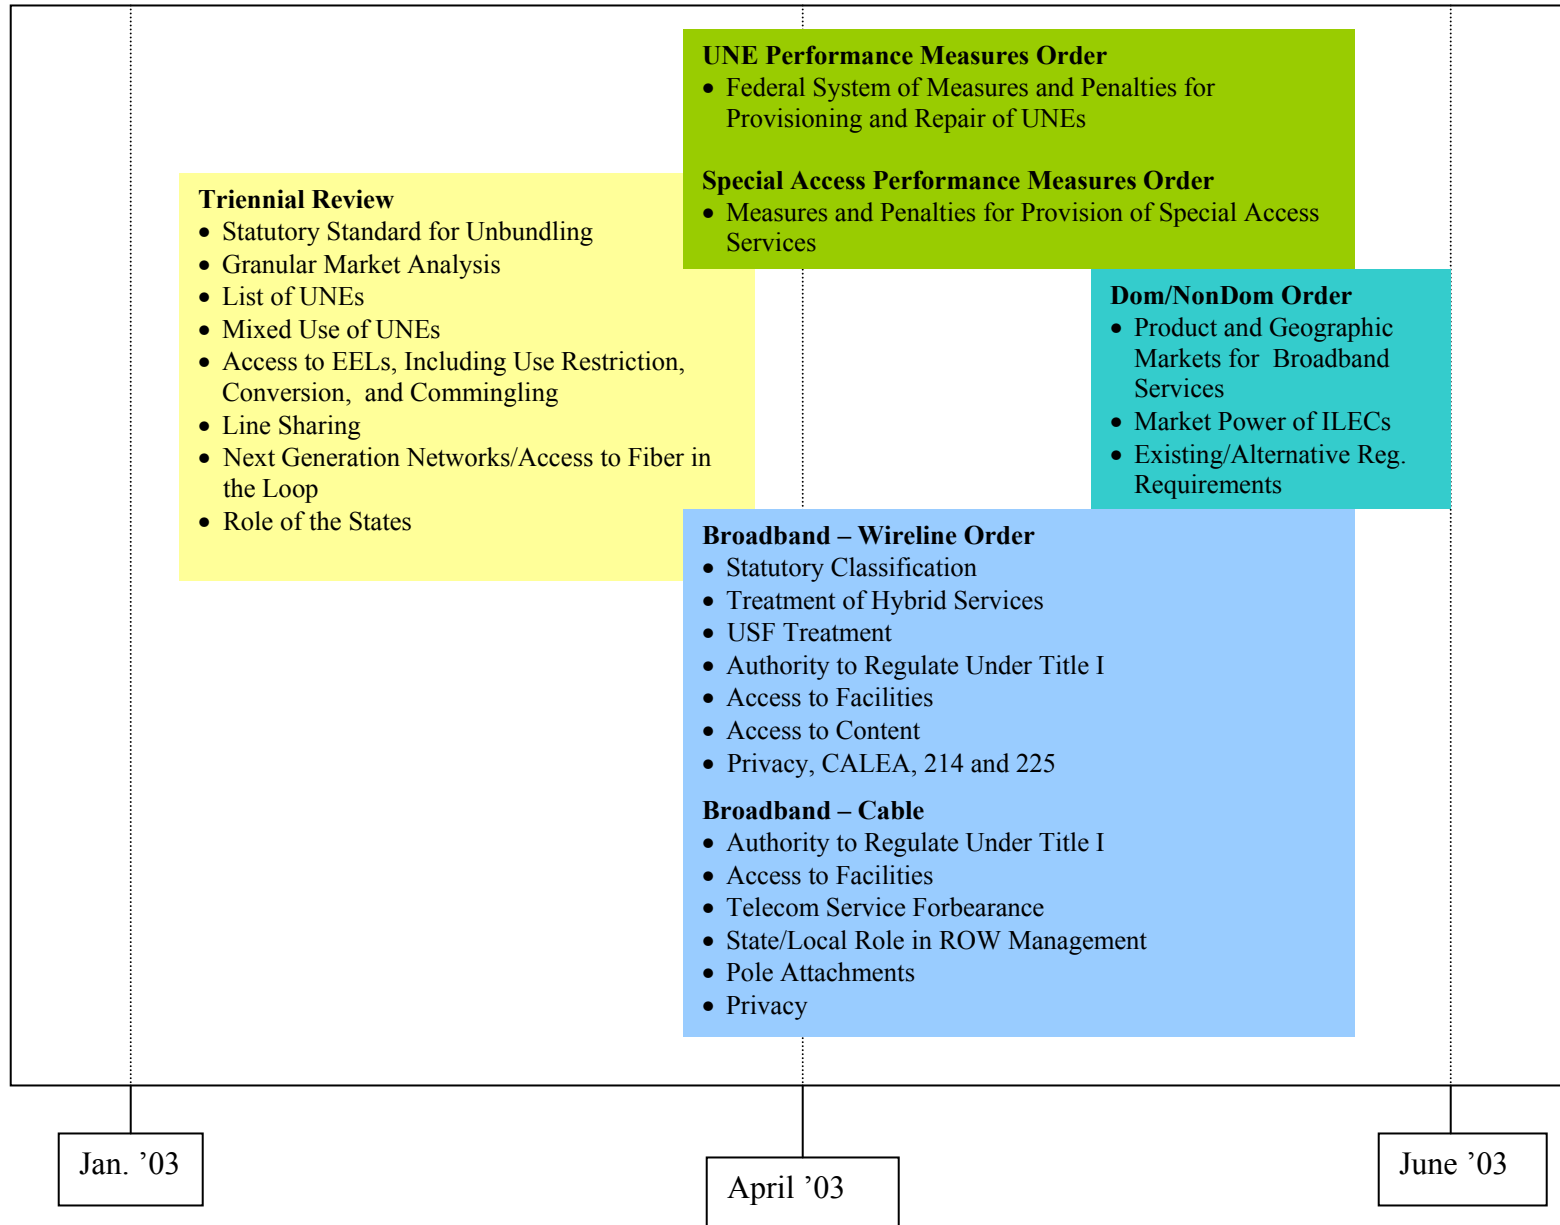 UNE Performance Measures Order
• Federal System of Measures and Penalties for
Provisioning and Repair of UNEs
Special Access Performance Measures Order
• Measures and Penalties for Provision of Special Access
Services
Triennial Review
• Statutory Standard for Unbundling
• Granular Market Analysis
• List of UNEs
• Mixed Use of UNEs
• Access to EELs, Including Use Restriction,
Conversion, and Commingling
• Line Sharing
• Next Generation Networks/Access to Fiber in
the Loop
• Role of the States
Dom/NonDom Order
• Product and Geographic
Markets for Broadband
Services
• Market Power of ILECs
• Existing/Alternative Reg.
Requirements
Broadband – Wireline Order
• Statutory Classification
• Treatment of Hybrid Services
• USF Treatment
• Authority to Regulate Under Title I
• Access to Facilities
• Access to Content
• Privacy, CALEA, 214 and 225
Broadband – Cable
• Authority to Regulate Under Title I
• Access to Facilities
• Telecom Service Forbearance
• State/Local Role in ROW Management
• Pole Attachments
• Privacy
Jan. ’03
April ’03
June ’03